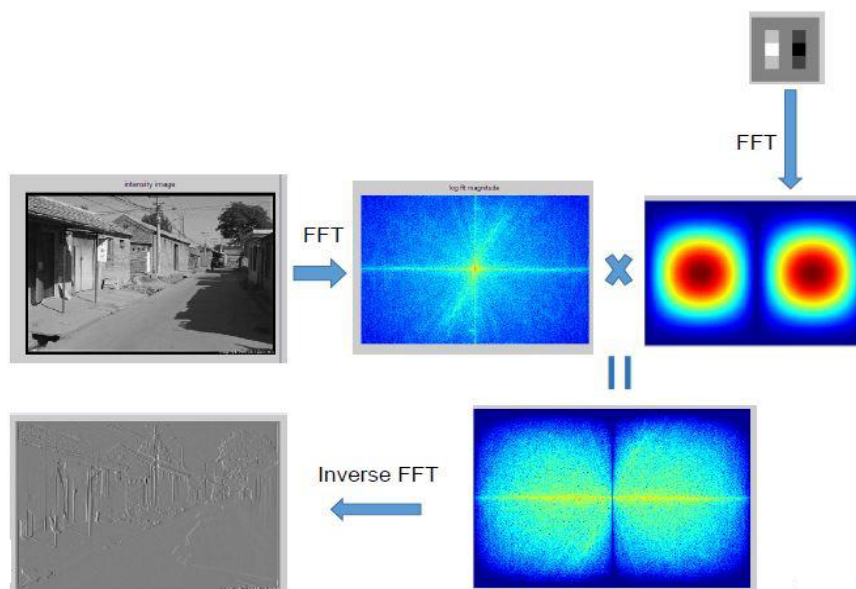 FFT
intensity image
FFT
log fft magnitude
Inverse FFT